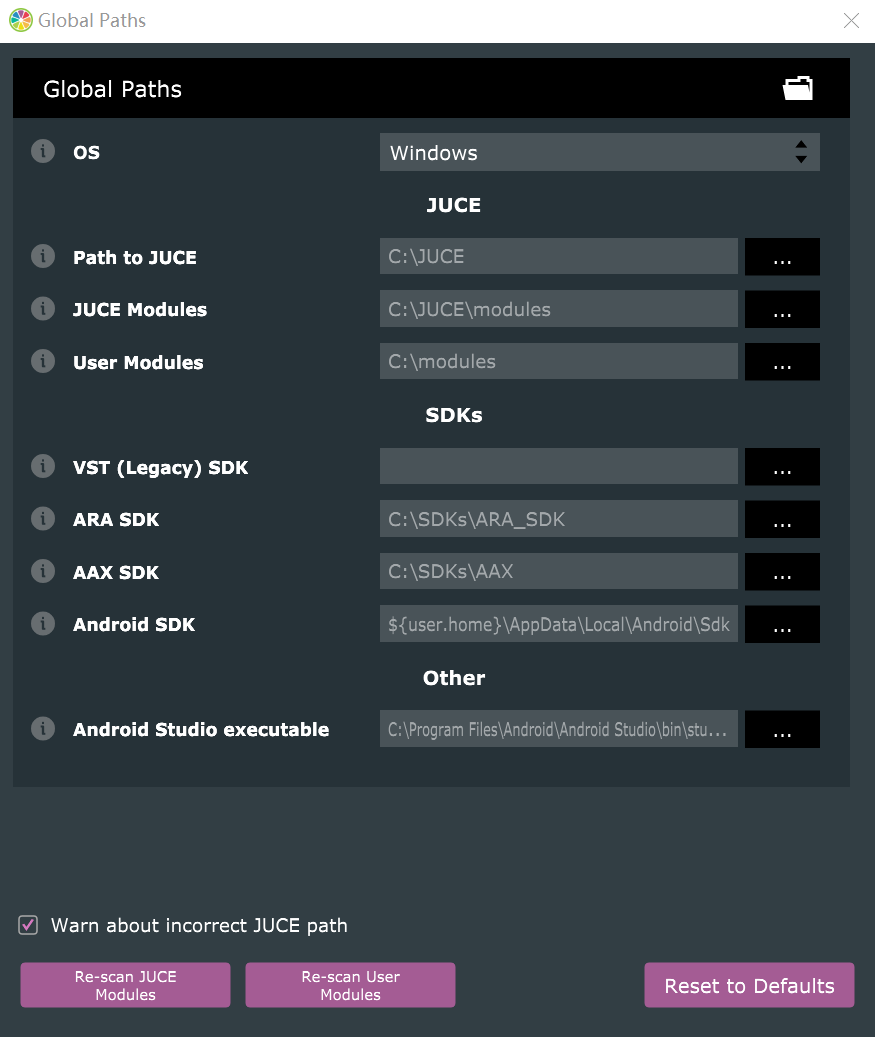 Global Paths
Global Paths
OS
Windows
JUCE
Path to JUCE
C:\JUCE
...
JUCE Modules
C:\JUCE\modules
...
User Modules
C:\modules
...
SDKs
VST (Legacy) SDK
...
ARA SDK
C:\SDKs\ARA_SDK
...
AAX SDK
C:\SDKs\AAX
...
Android SDK
${user.home}\AppData\Local\Android\Sdk
...
Other
Android Studio executable
C:\Program Files\Android\Android Studio\bin\stu...
...
Warn about incorrect JUCE path
Re-scan JUCE
Modules
Re-scan User
Modules
Reset to Defaults